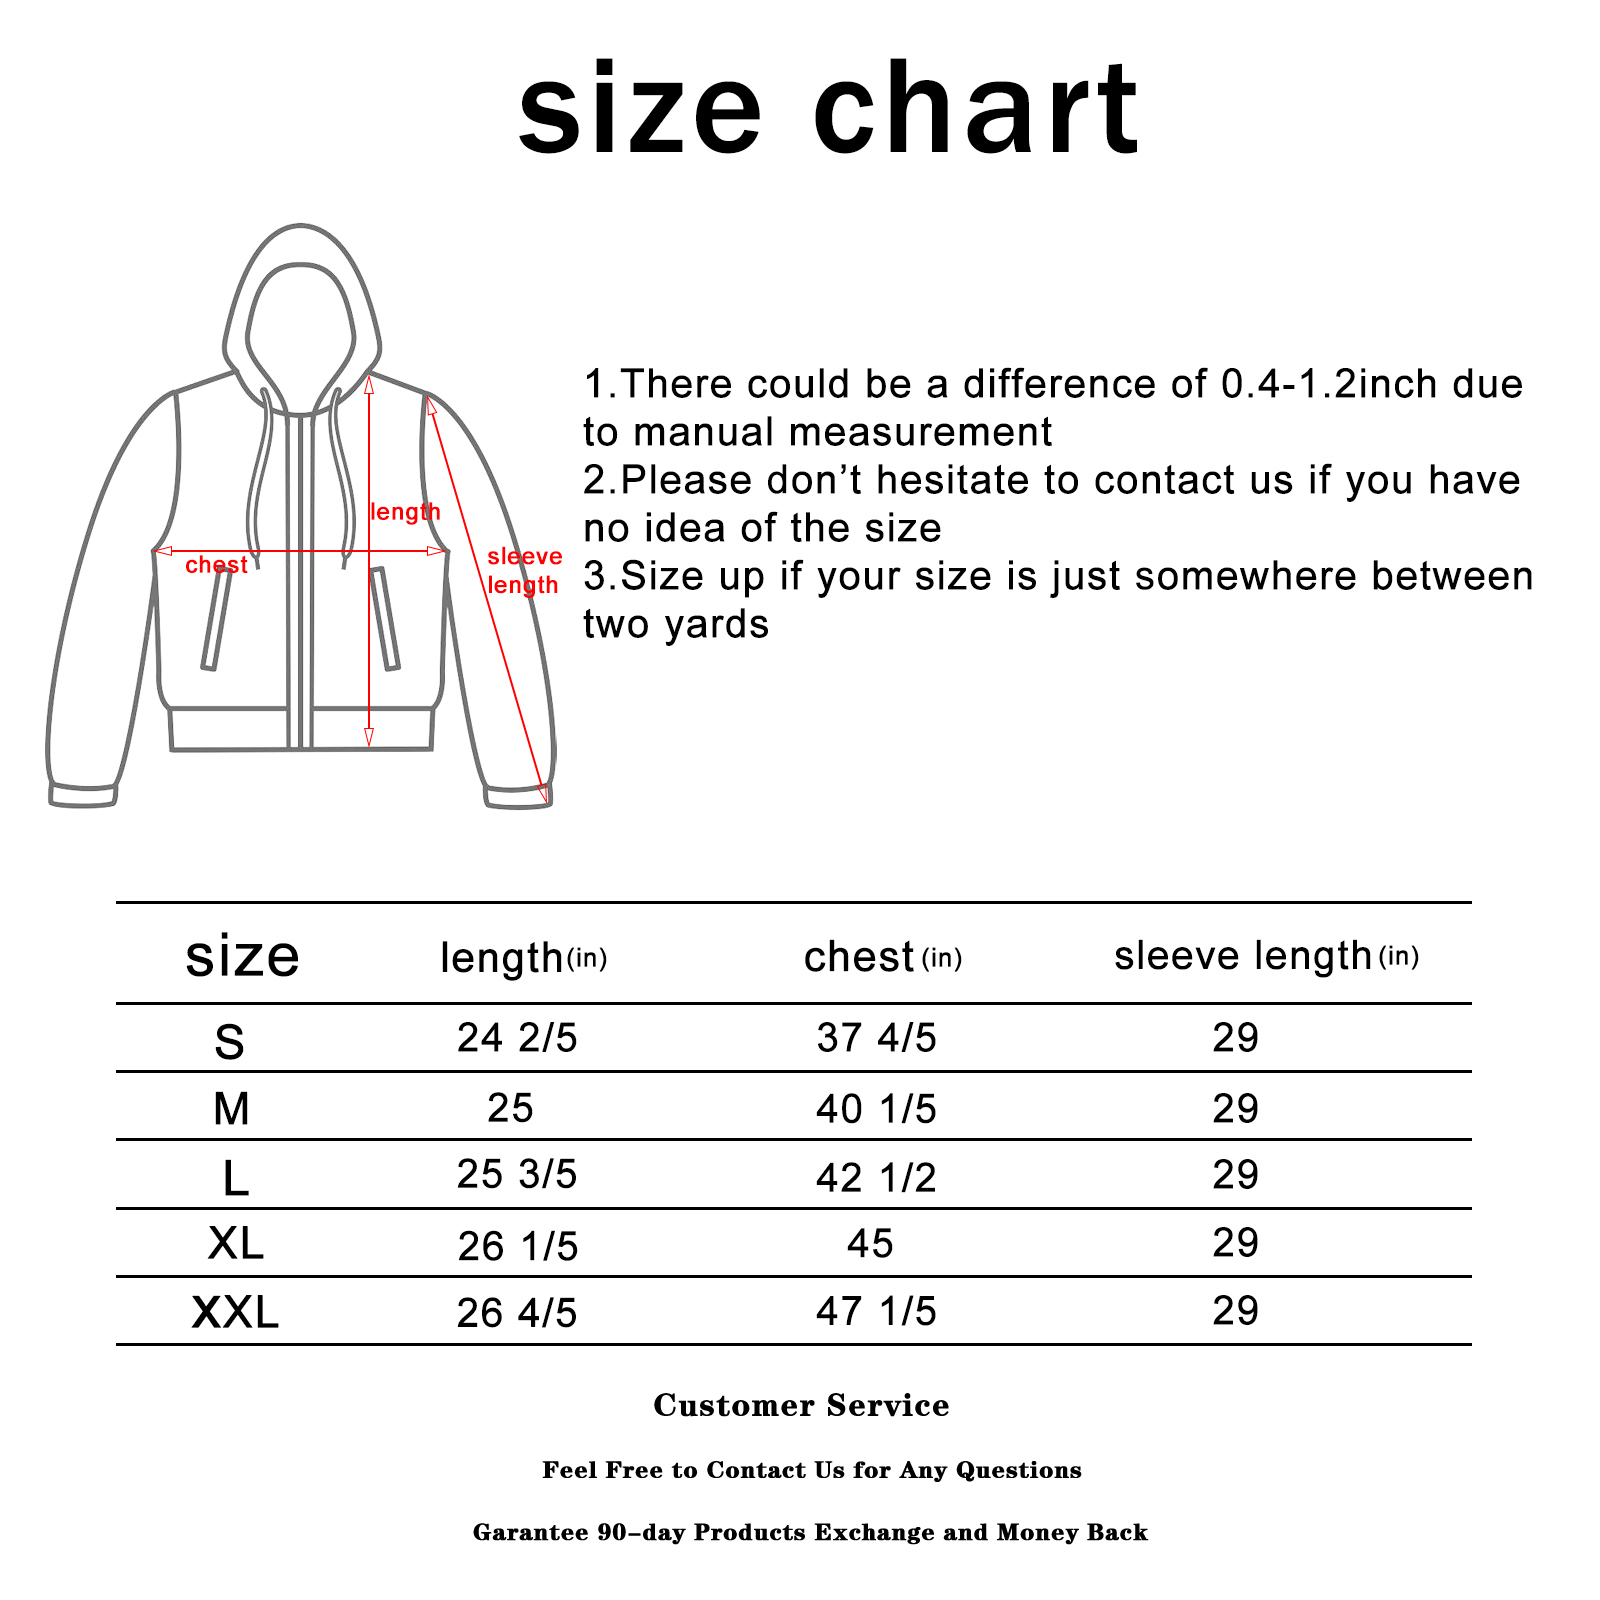 size chart
length
chest
sleeve
length
1.There could be a difference of 0.4-1.2inch due
to manual measurement
2.Please don’t hesitate to contact us if you have
no idea of the size
3.Size up if your size is just somewhere between
two yards
size length(in) chest(in) sleeve length(in)
S 24 2/5 37 4/5 29
M 25 40 1/5 29
L 25 3/5 42 1/2 29
XL 26 1/5 45 29
XXL 26 4/5 47 1/5 29
Customer Service
Feel Free to Contact Us for Any Questions
Garantee 90-day Products Exchange and Money Back